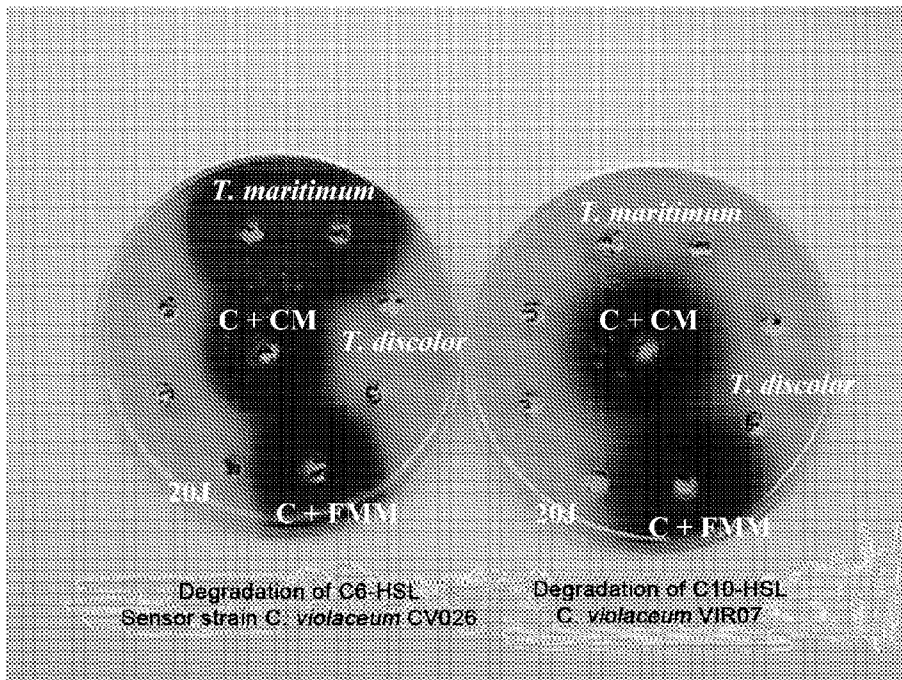 T. maritimum
C + CM
T. discolor
20J
C + FMM
T. maritimum
C + CM
T. discolor
20J
C + FMM
Degradation of C6-HSL
Sensor strain C. violaceum CV026
Degradation of C10-HSL
C. violaceum VIR07